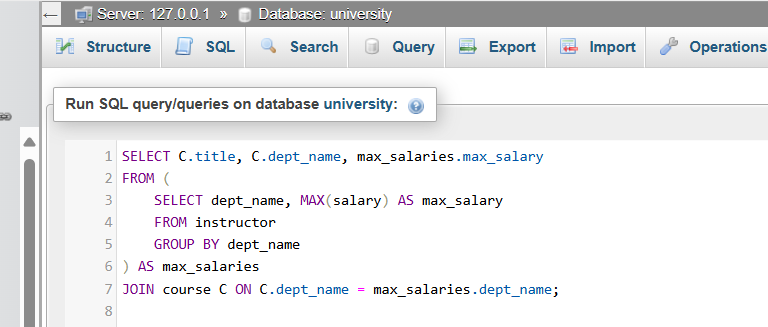 Server: 127.0.0.1 » Database: university
Structure SQL Search Query Export Import Operations
Run SQL query/queries on database university:
1 SELECT C.title, C.dept_name, max_salaries.max_salary
2 FROM (
3     SELECT dept_name, MAX(salary) AS max_salary
4     FROM instructor
5     GROUP BY dept_name
6 ) AS max_salaries
7 JOIN course C ON C.dept_name = max_salaries.dept_name;
8